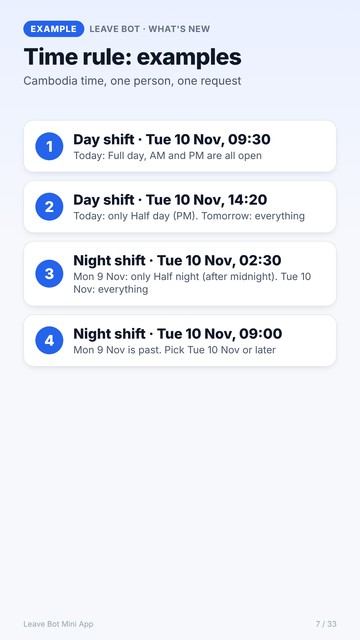 EXAMPLE LEAVE BOT · WHAT'S NEW
Time rule: examples
Cambodia time, one person, one request
1
Day shift · Tue 10 Nov, 09:30
Today: Full day, AM and PM are all open
2
Day shift · Tue 10 Nov, 14:20
Today: only Half day (PM). Tomorrow: everything
3
Night shift · Tue 10 Nov, 02:30
Mon 9 Nov: only Half night (after midnight). Tue 10
Nov: everything
4
Night shift · Tue 10 Nov, 09:00
Mon 9 Nov is past. Pick Tue 10 Nov or later
Leave Bot Mini App
7 / 33